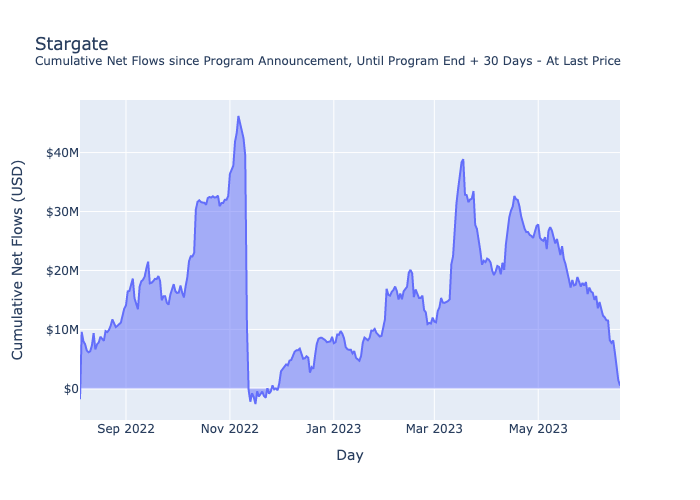 Stargate
Cumulative Net Flows since Program Announcement, Until Program End + 30 Days - At Last Price
Cumulative Net Flows (USD)
$40M
$30M
$20M
$10M
$0
Sep 2022
Nov 2022
Jan 2023
Mar 2023
May 2023
Day